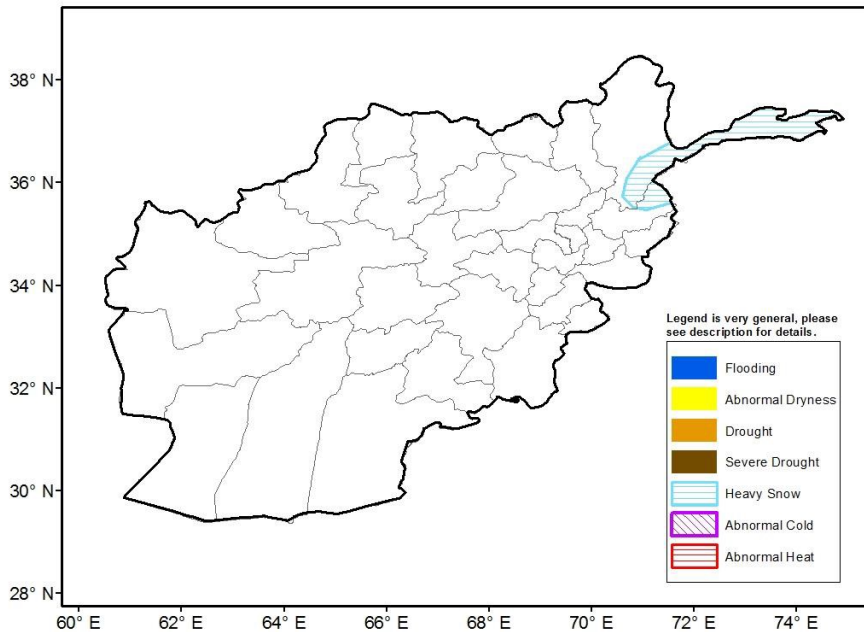 38° N
36° N
34° N
32° N
30° N
28° N
Legend is very general, please
see description for details.
Flooding
Abnormal Dryness
Drought
Severe Drought
Heavy Snow
Abnormal Cold
Abnormal Heat
60° E 62° E 64° E 66° E 68° E 70° E 72° E 74° E